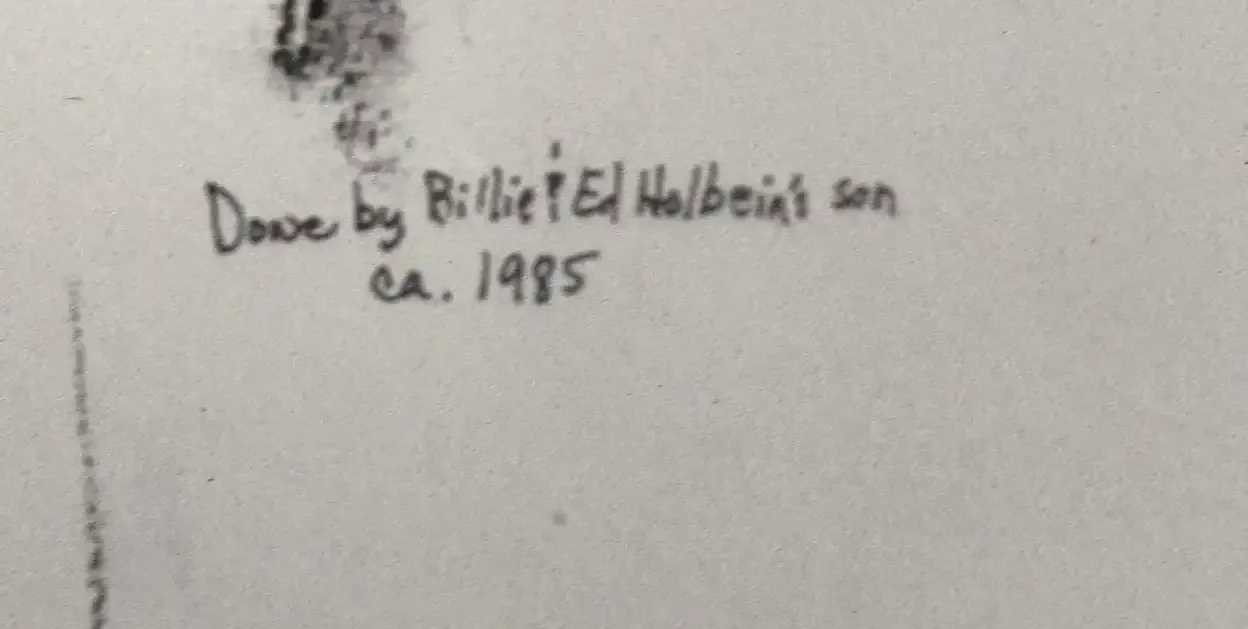 Done by Billie & Ed Holbein's son
ca. 1985